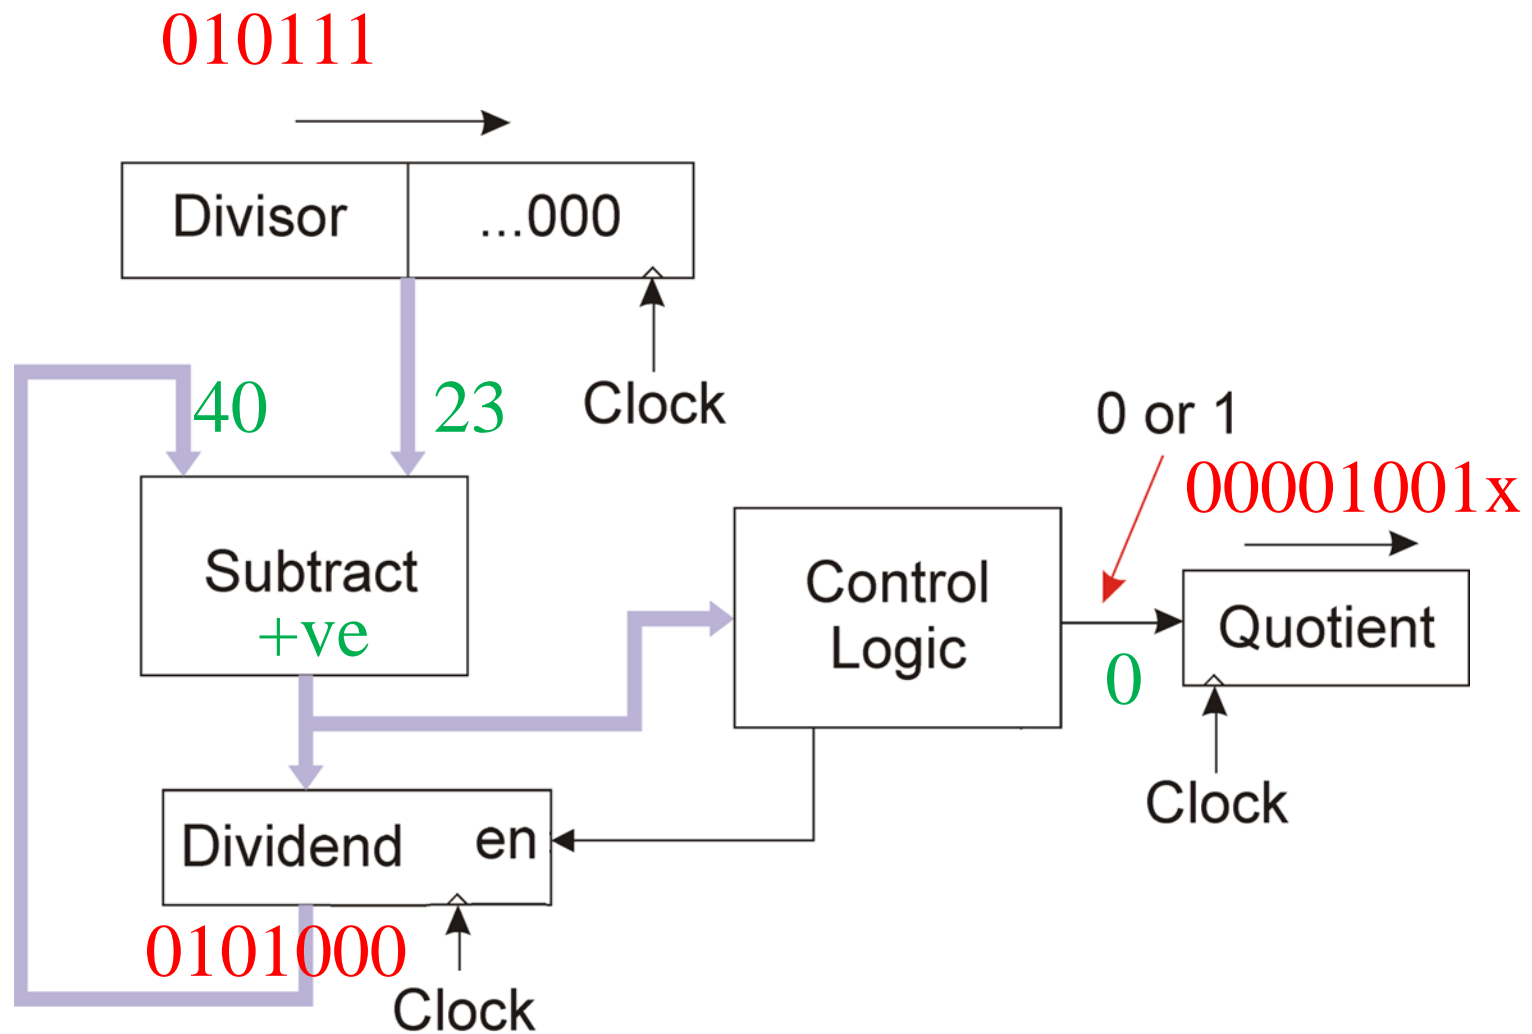 010111
Divisor ...000
40 23 Clock
0 or 1
00001001x
Subtract
+ve
Control
Logic
Quotient
0
Clock
Dividend en
0101000
Clock